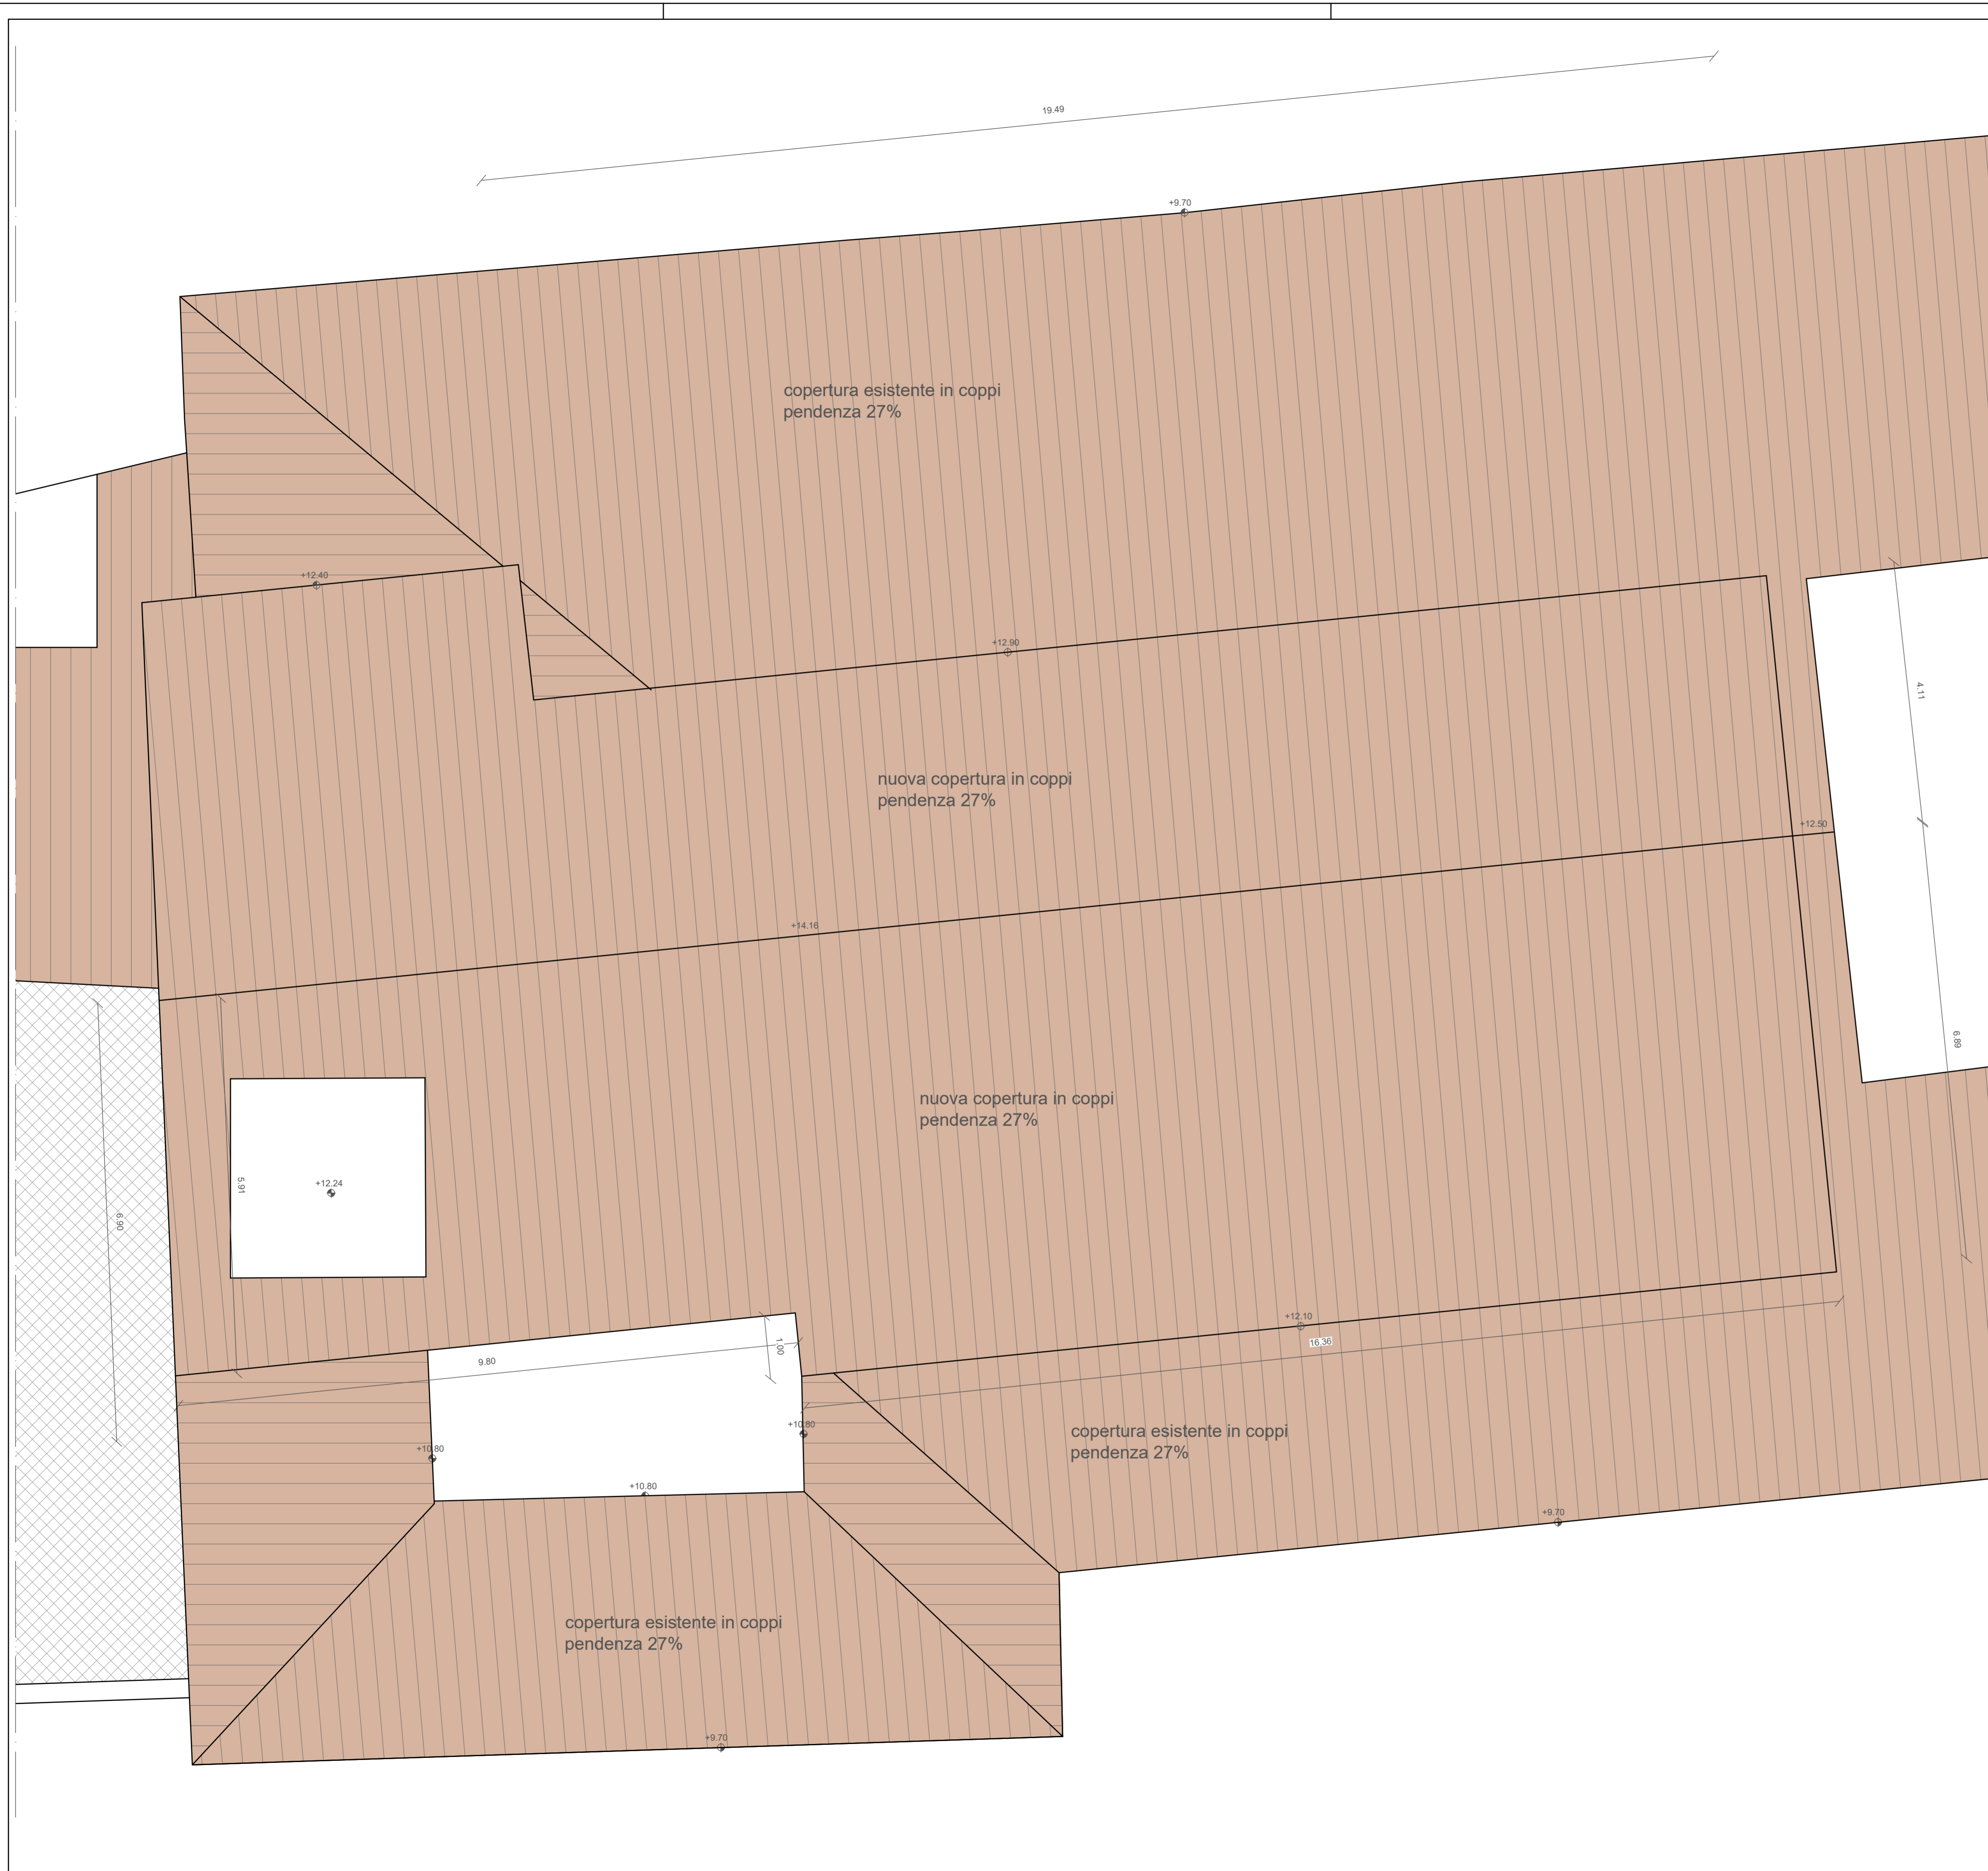 19.49
+9.70
copertura esistente in coppi
pendenza 27%
+12.40
+12.90
4.11
nuova copertura in coppi
pendenza 27%
+12.50
+14.16
6.89
nuova copertura in coppi
pendenza 27%
+12.24
5.91
6.90
+12.10
16.36
1.00
9.80
+10.80
copertura esistente in coppi
pendenza 27%
+10.80
+10.80
+9.70
copertura esistente in coppi
pendenza 27%
+9.70